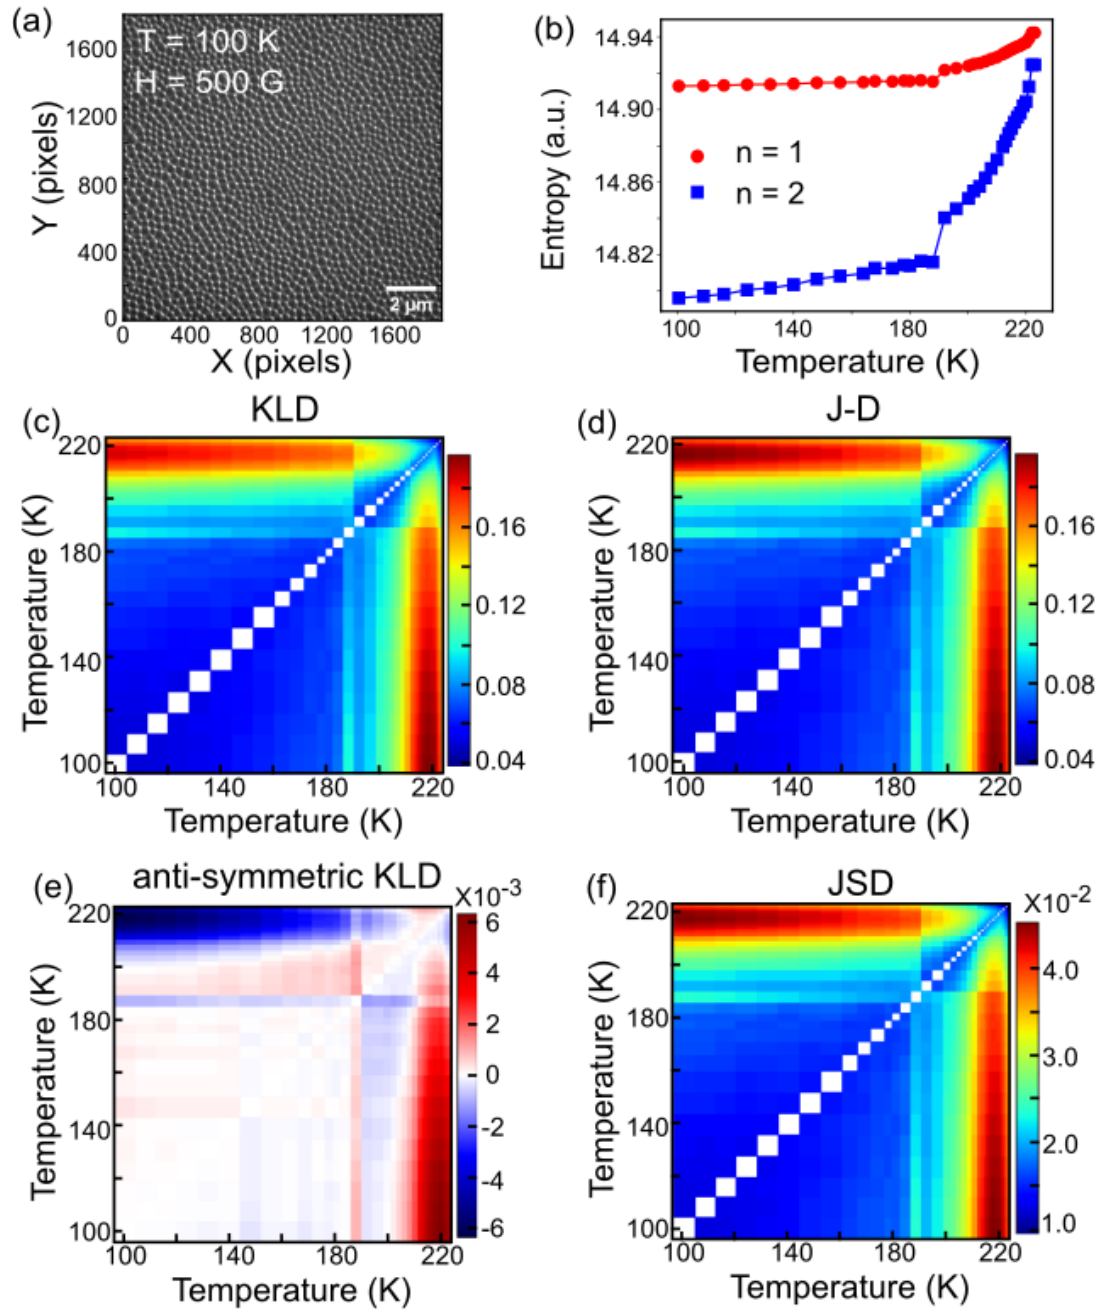 (a)
T = 100 K
H = 500 G
1600
1200
800
400
0
Y (pixels)
0 400 800 1200 1600
X (pixels)
2 μm
(b)
14.94
14.90
14.86
14.82
Entropy (a.u.)
n = 1
n = 2
100 140 180 220
Temperature (K)
(c)
KLD
220
180
140
100
Temperature (K)
100 140 180 220
Temperature (K)
0.16
0.12
0.08
0.04
(d)
J-D
220
180
140
100
Temperature (K)
100 140 180 220
Temperature (K)
0.16
0.12
0.08
0.04
(e)
anti-symmetric KLD
X10⁻³
220
180
140
100
Temperature (K)
100 140 180 220
Temperature (K)
6
4
2
0
-2
-4
-6
(f)
JSD
X10⁻²
220
180
140
100
Temperature (K)
100 140 180 220
Temperature (K)
4.0
3.0
2.0
1.0